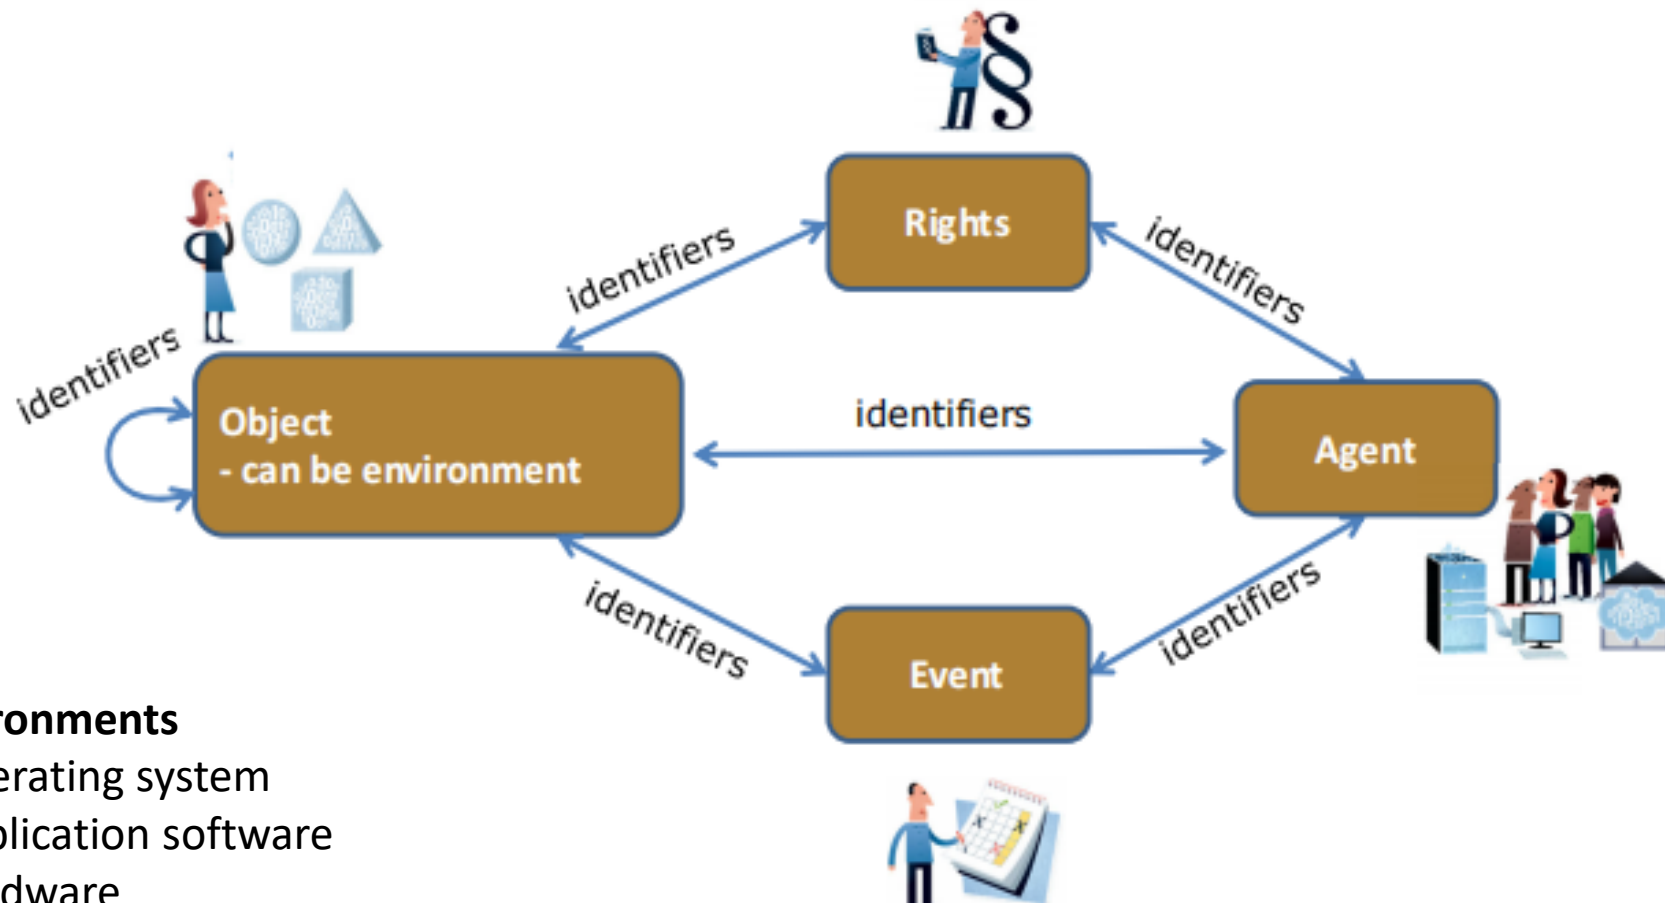 Rights
identifiers
identifiers
identifiers
Object
- can be environment
identifiers
Agent
identifiers
identifiers
Event
ronments
erating system
plication software
dware